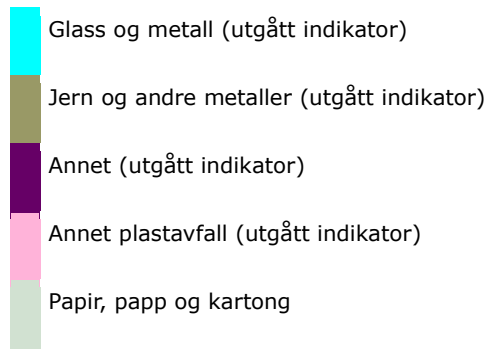 Glass og metall (utgått indikator)
Jern og andre metaller (utgått indikator)
Annet (utgått indikator)
Annet plastavfall (utgått indikator)
Papir, papp og kartong